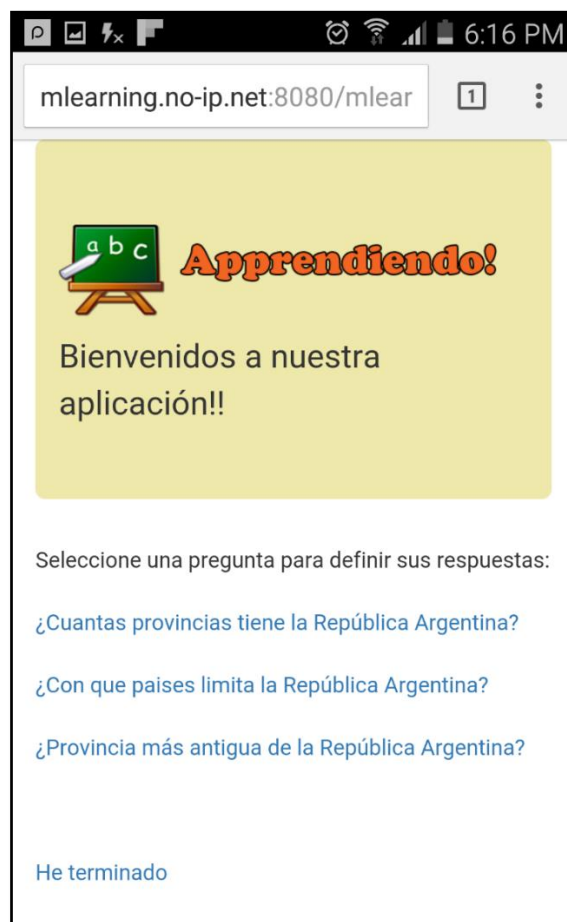 6:16 PM
mlearning.no-ip.net:8080/mlear
1
a b c
Apprendiendo!
Bienvenidos a nuestra
aplicación!!
Seleccione una pregunta para definir sus respuestas:
¿Cuantas provincias tiene la República Argentina?
¿Con que paises limita la República Argentina?
¿Provincia más antigua de la República Argentina?
He terminado